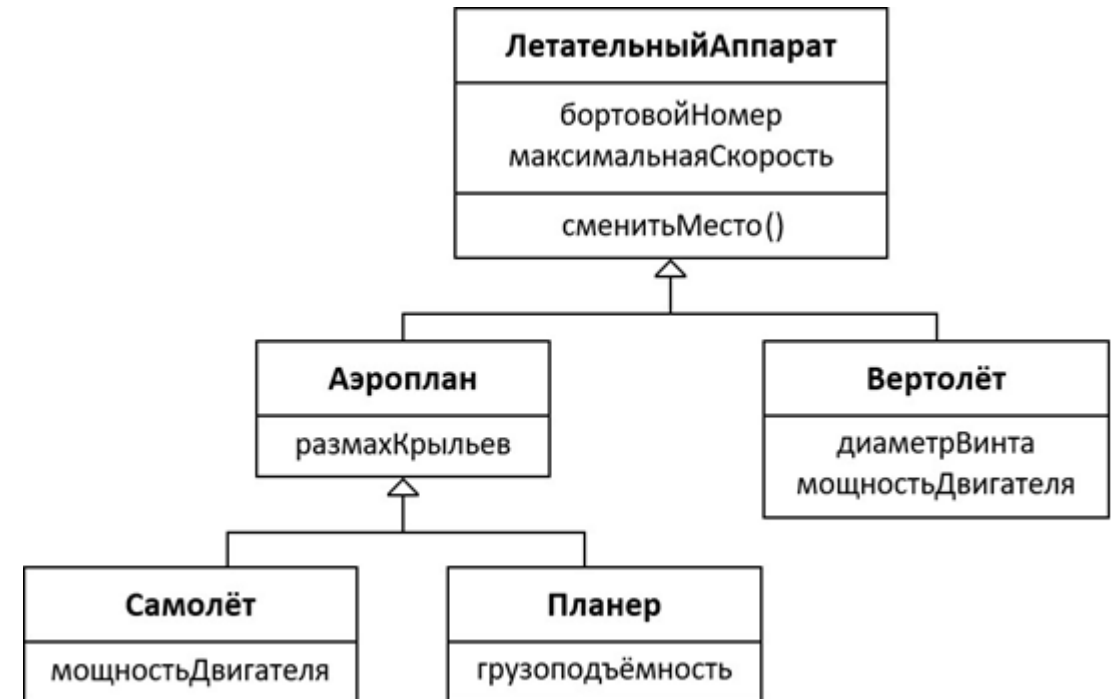 ЛетательныйАппарат
бортовойНомер
максимальнаяСкорость
сменитьМесто()
Аэроплан
размахКрыльев
Вертолёт
диаметрВинта
мощностьДвигателя
Самолёт
мощностьДвигателя
Планер
грузоподъёмность